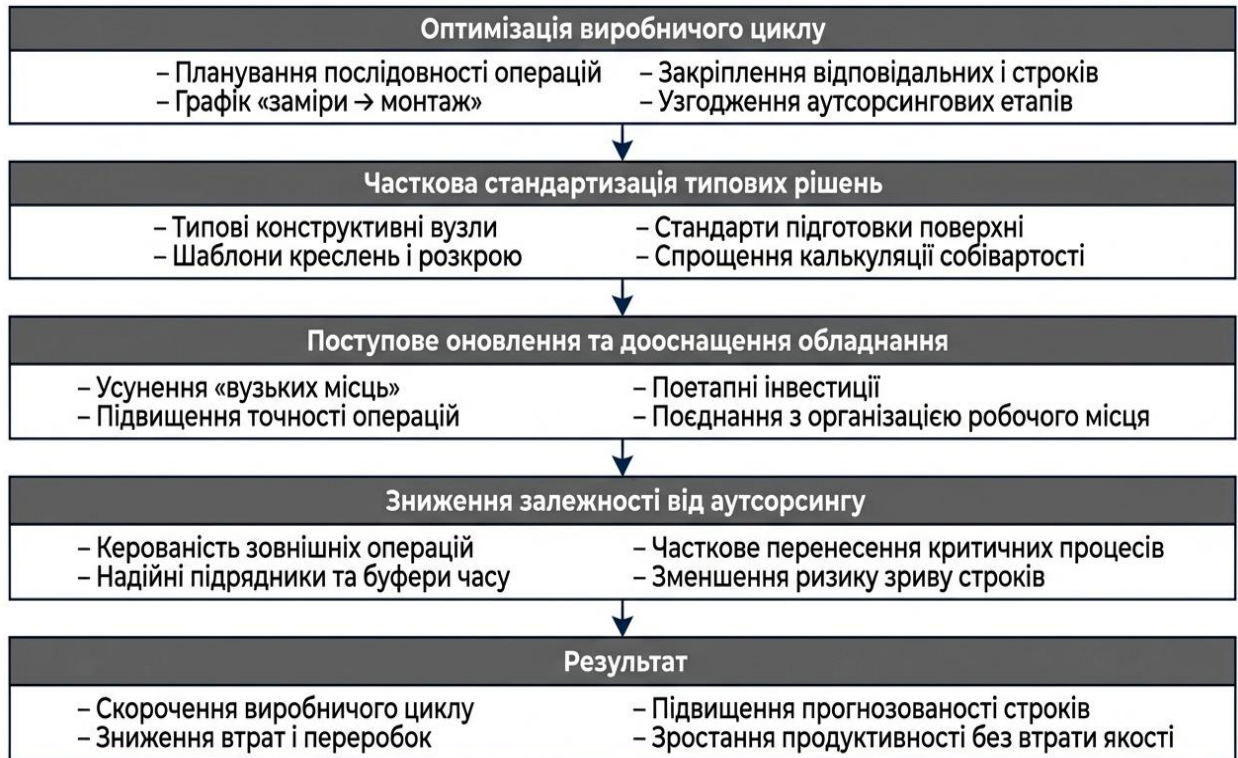 Оптимізація виробничого циклу
– Планування послідовності операцій – Закріплення відповідальних і строків
– Графік «заміри → монтаж» – Узгодження аутсорсингових етапів
Часткова стандартизація типових рішень
– Типові конструктивні вузли – Стандарти підготовки поверхні
– Шаблони креслень і розкрою – Спрощення калькуляції собівартості
Поступове оновлення та дооснащення обладнання
– Усунення «вузьких місць» – Поетапні інвестиції
– Підвищення точності операцій – Поєднання з організацією робочого місця
Зниження залежності від аутсорсингу
– Керованість зовнішніх операцій – Часткове перенесення критичних процесів
– Надійні підрядники та буфери часу – Зменшення ризику зриву строків
Результат
– Скорочення виробничого циклу – Підвищення прогнозованості строків
– Зниження втрат і переробок – Зростання продуктивності без втрати якості